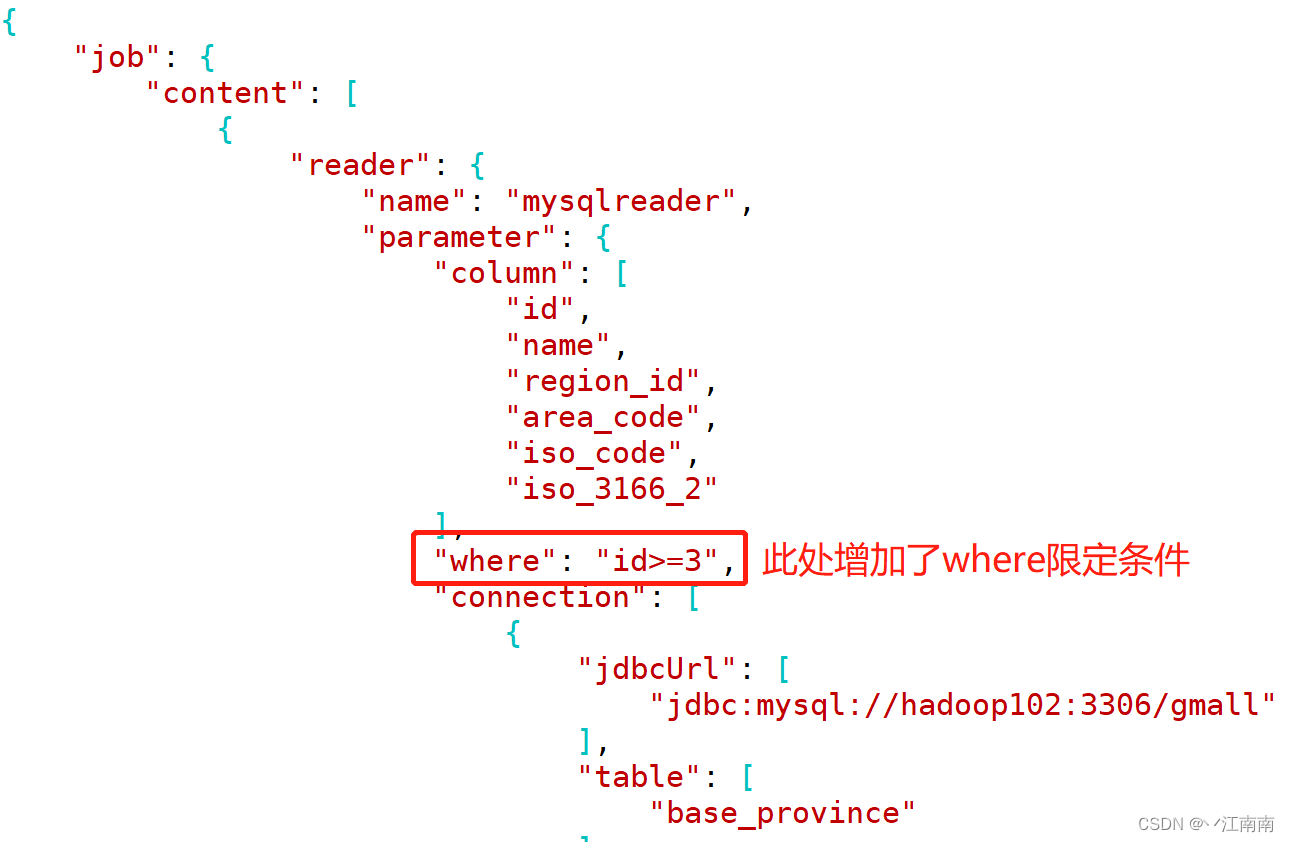 {
"job": {
"content": [
{
"reader": {
"name": "mysqlreader",
"parameter": {
"column": [
"id",
"name",
"region_id",
"area_code",
"iso_code",
"iso_3166_2"
],
"where": "id>=3", 此处增加了where限定条件
"connection": [
{
"jdbcUrl": [
"jdbc:mysql://hadoop102:3306/gmall"
],
"table": [
"base_province"
]
CSDN @丷江南南